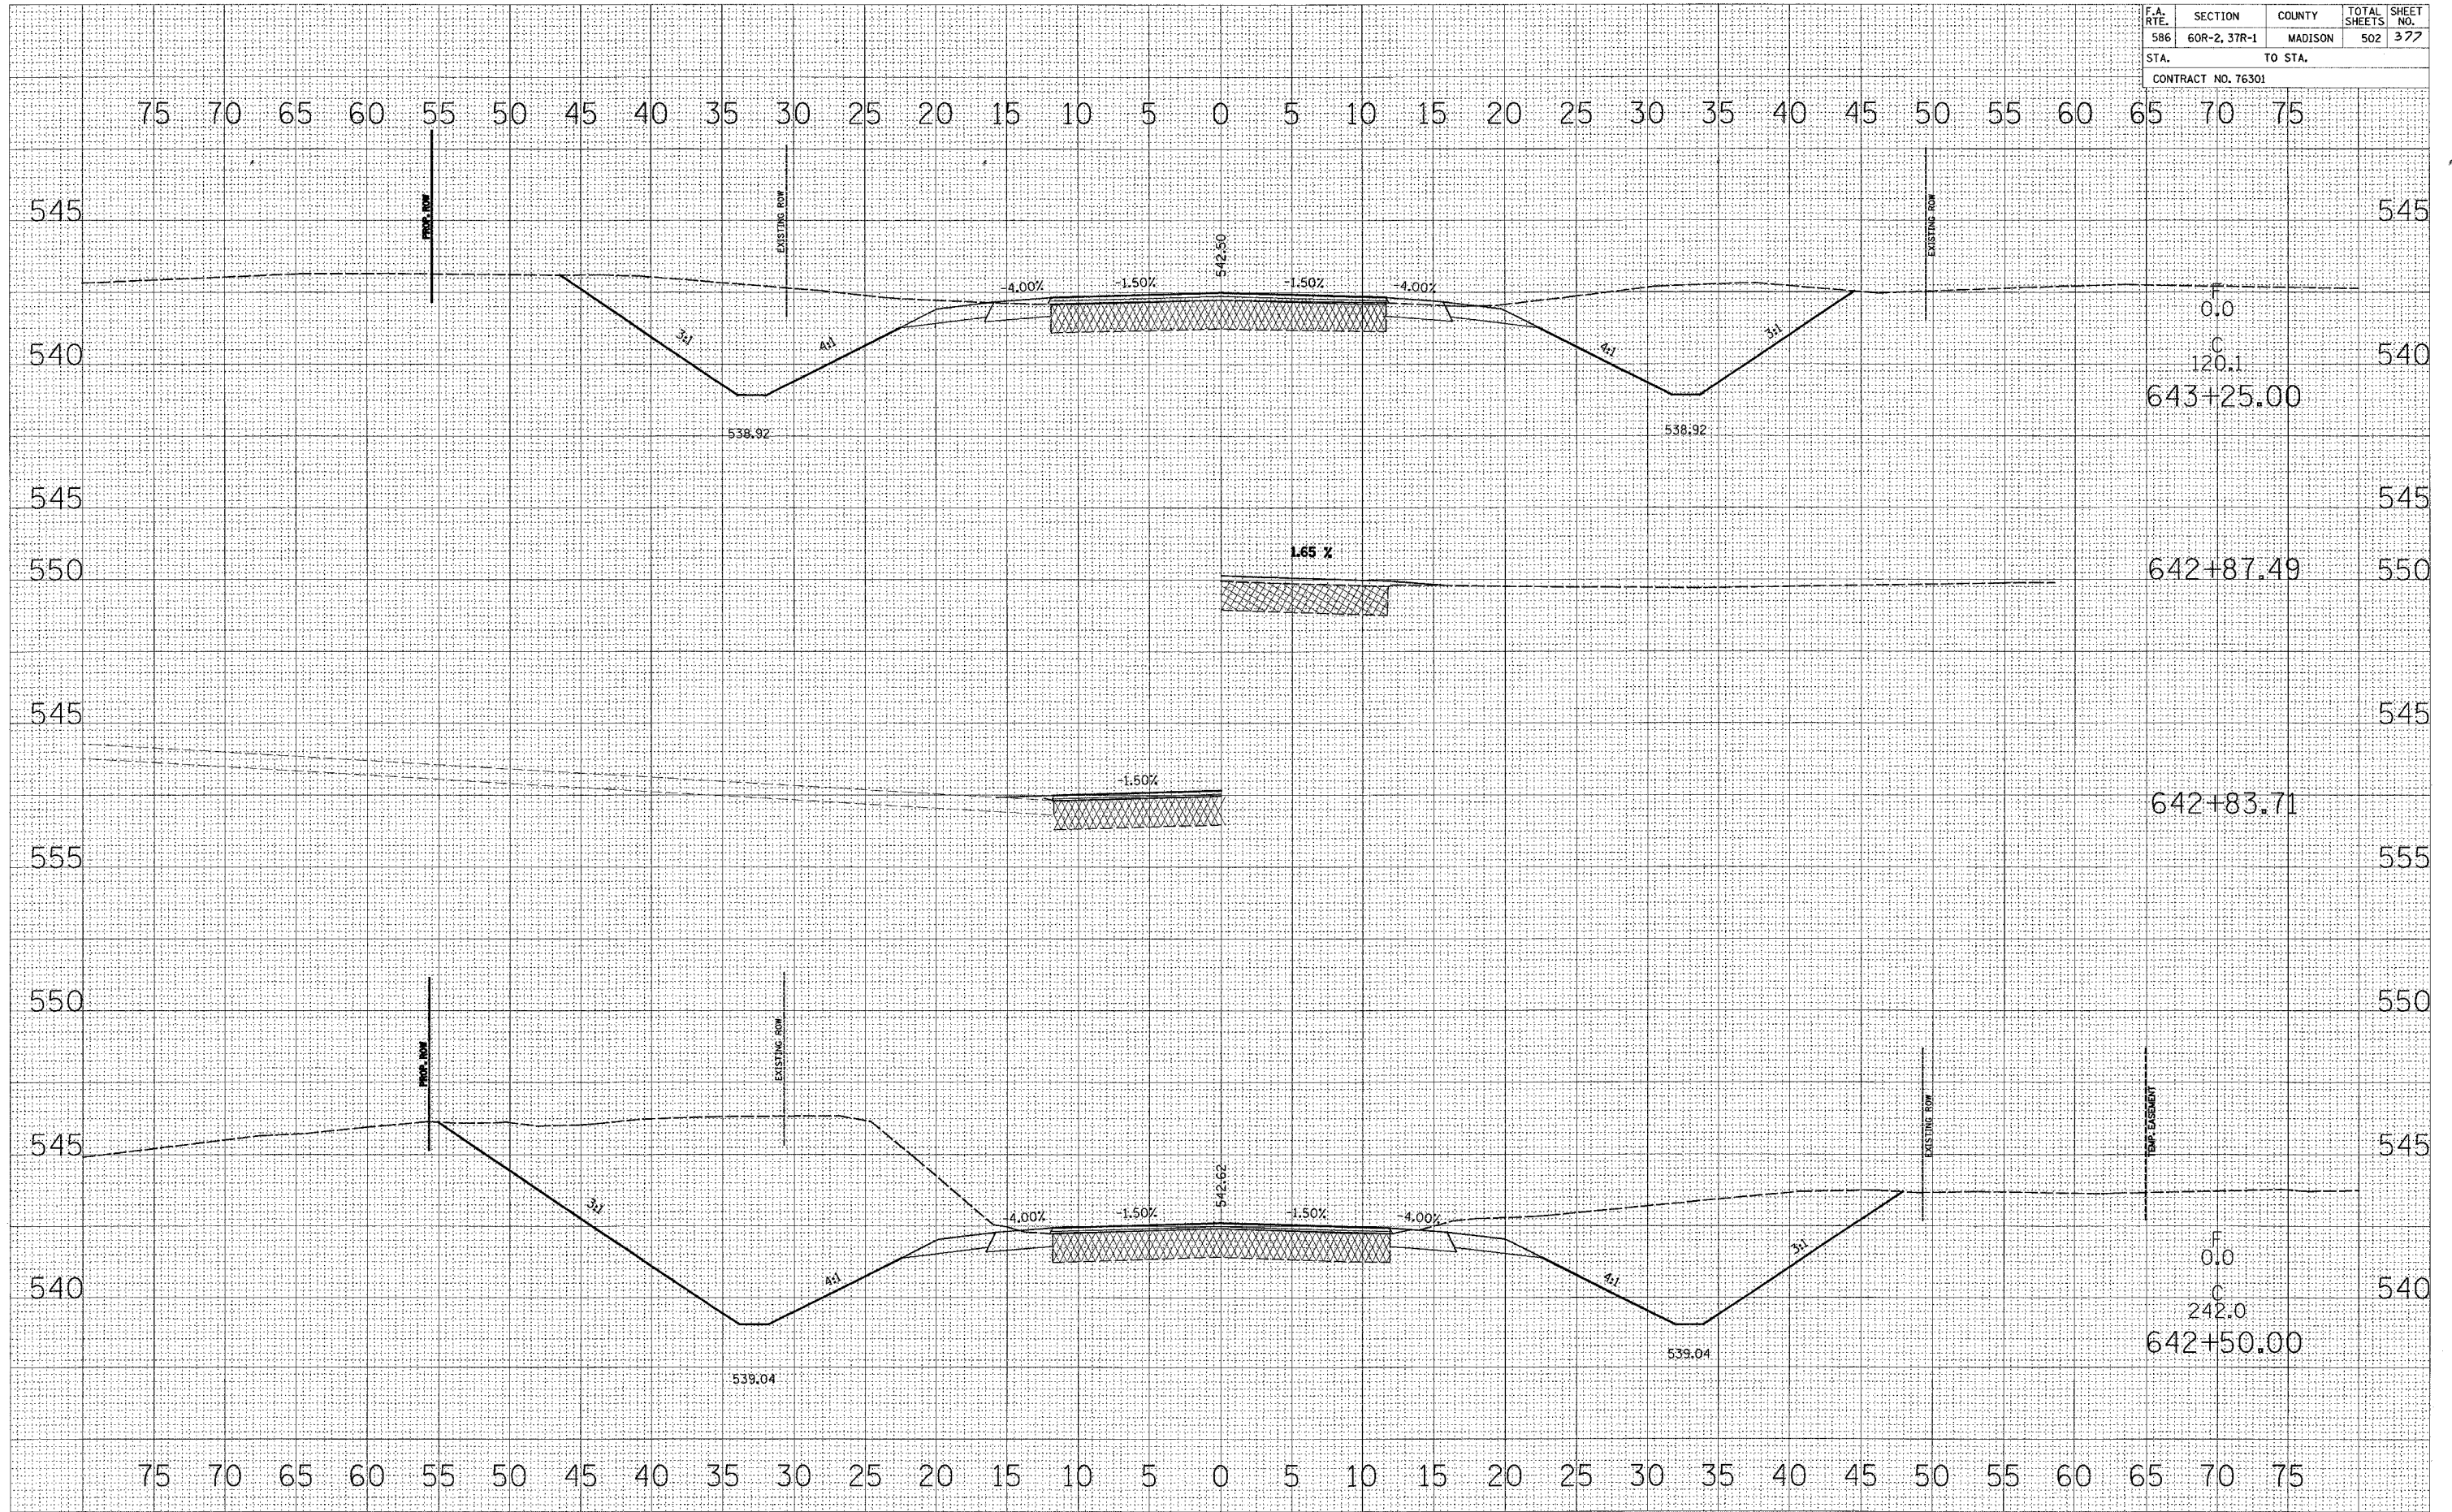 F.A. RTE. SECTION COUNTY TOTAL SHEETS SHEET NO.
586 60R-2, 37R-1 MADISON 502 377
STA. TO STA.
CONTRACT NO. 76301
75 70 65 60 55 50 45 40 35 30 25 20 15 10 5 0 5 10 15 20 25 30 35 40 45 50 55 60 65 70 75
PROP. ROW
EXISTING ROW
542.50
EXISTING ROW
545 545
-4.00% -1.50% -1.50% -4.00%
F
0.0
3:1 4:1 4:1 3:1
540 540
C
120.1
643+25.00
538.92 538.92
545 545
1.65 %
550 642+87.49 550
545 545
-1.50%
642+83.71
555 555
550 550
PROP. ROW
EXISTING ROW
EXISTING ROW
TEMP. EASEMENT
545 545
542.62
-4.00% -1.50% -1.50% -4.00%
3:1 4:1 4:1 3:1
F
0.0
540 540
C
242.0
642+50.00
539.04 539.04
75 70 65 60 55 50 45 40 35 30 25 20 15 10 5 0 5 10 15 20 25 30 35 40 45 50 55 60 65 70 75